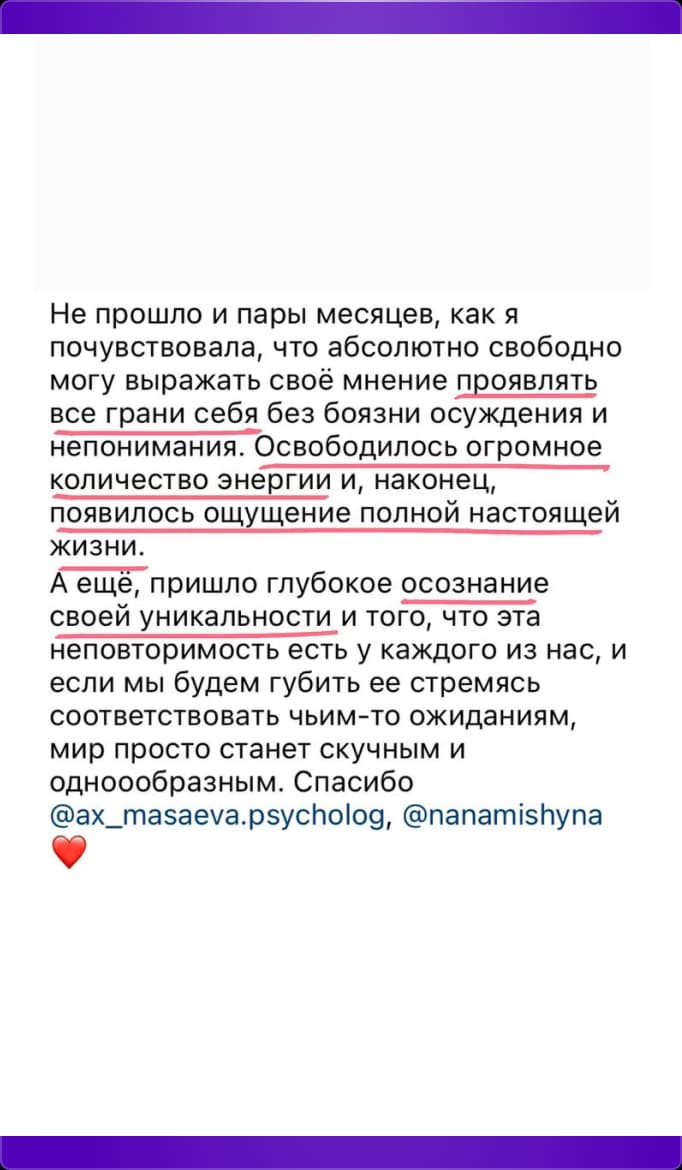 Не прошло и пары месяцев, как я
почувствовала, что абсолютно свободно
могу выражать своё мнение проявлять
все грани себя без боязни осуждения и
непонимания. Освободилось огромное
количество энергии и, наконец,
появилось ощущение полной настоящей
жизни.
А ещё, пришло глубокое осознание
своей уникальности и того, что эта
неповторимость есть у каждого из нас, и
если мы будем губить ее стремясь
соответствовать чьим-то ожиданиям,
мир просто станет скучным и
одноообразным. Спасибо
@ax_masaeva.psycholog, @nanamishyna
❤️